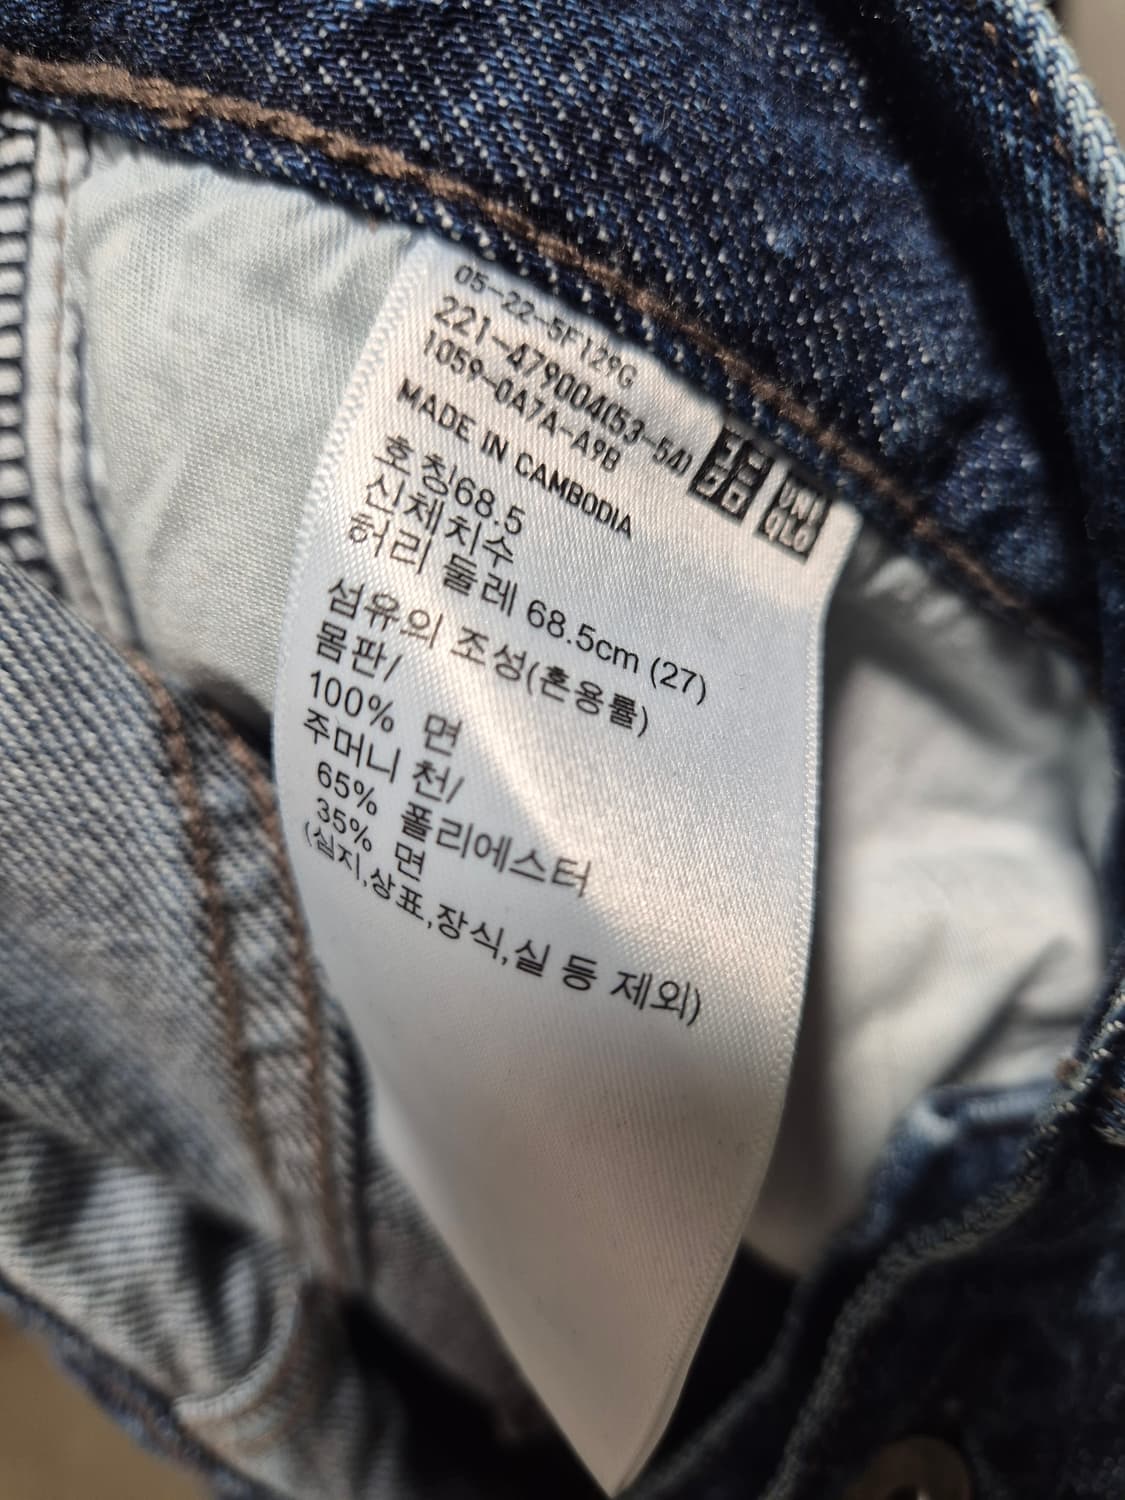 05-22-5F129G
221-479004(53-54)
1059-0A7A-A9B
MADE IN CAMBODIA
ユニ
クロ
UNI
QLO
호칭68.5
신체치수
허리 둘레 68.5cm (27)
섬유의 조성(혼용률)
몸판/
100% 면
주머니 천/
65% 폴리에스터
35% 면
(심지,상표,장식,실 등 제외)